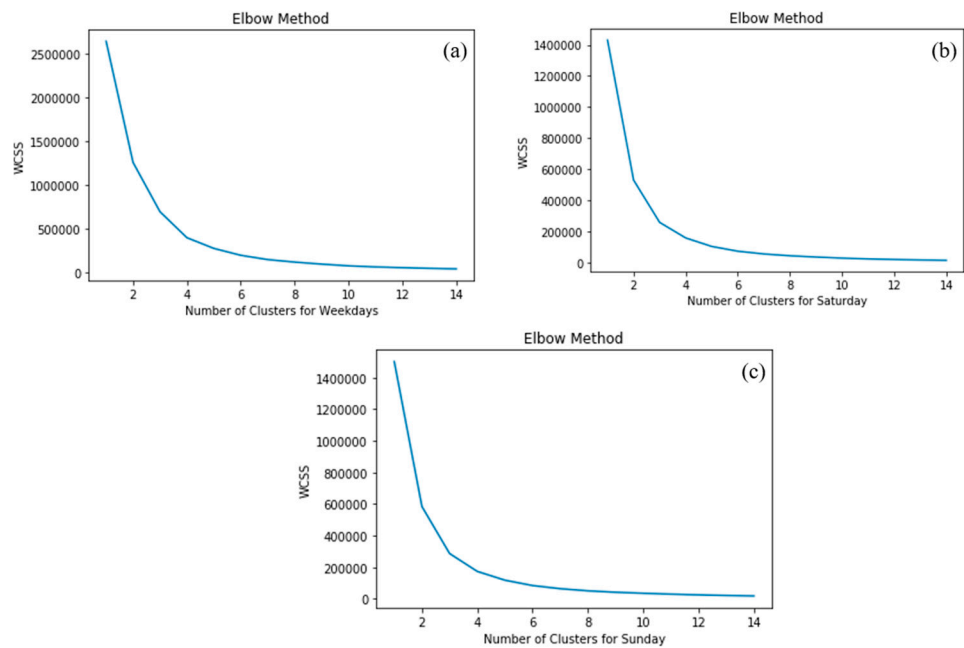 Elbow Method
(a)
2500000
2000000
1500000
1000000
500000
0
WCSS
2 4 6 8 10 12 14
Number of Clusters for Weekdays
Elbow Method
(b)
1400000
1200000
1000000
800000
600000
400000
200000
0
WCSS
2 4 6 8 10 12 14
Number of Clusters for Saturday
Elbow Method
(c)
1400000
1200000
1000000
800000
600000
400000
200000
0
WCSS
2 4 6 8 10 12 14
Number of Clusters for Sunday